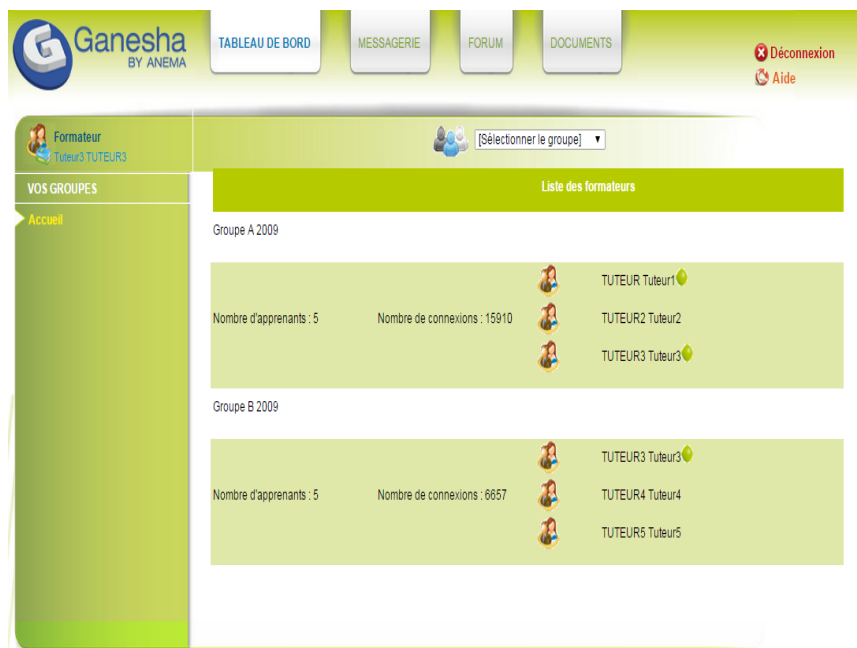 Ganesha
BY ANEMA
TABLEAU DE BORD
MESSAGERIE
FORUM
DOCUMENTS
Déconnexion
Aide
Formateur
Tuteur3 TUTEUR3
[Sélectionner le groupe]
VOS GROUPES
Accueil
Liste des formateurs
Groupe A 2009
Nombre d'apprenants : 5
Nombre de connexions : 15910
TUTEUR Tuteur1
TUTEUR2 Tuteur2
TUTEUR3 Tuteur3
Groupe B 2009
Nombre d'apprenants : 5
Nombre de connexions : 6657
TUTEUR3 Tuteur3
TUTEUR4 Tuteur4
TUTEUR5 Tuteur5